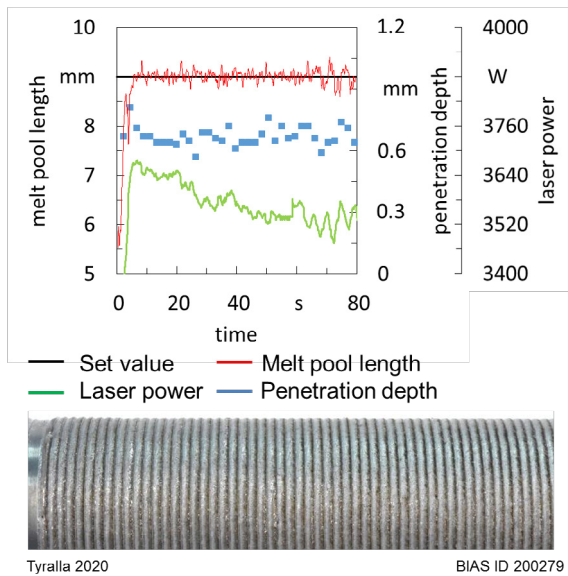 10 1.2 4000
mm mm W
8 0.9 3760
7 0.6 3640
6 0.3 3520
5 0 3400
melt pool length
penetration depth
laser power
0 20 40 s 80
time
Set value Melt pool length
Laser power Penetration depth
Tyralla 2020 BIAS ID 200279